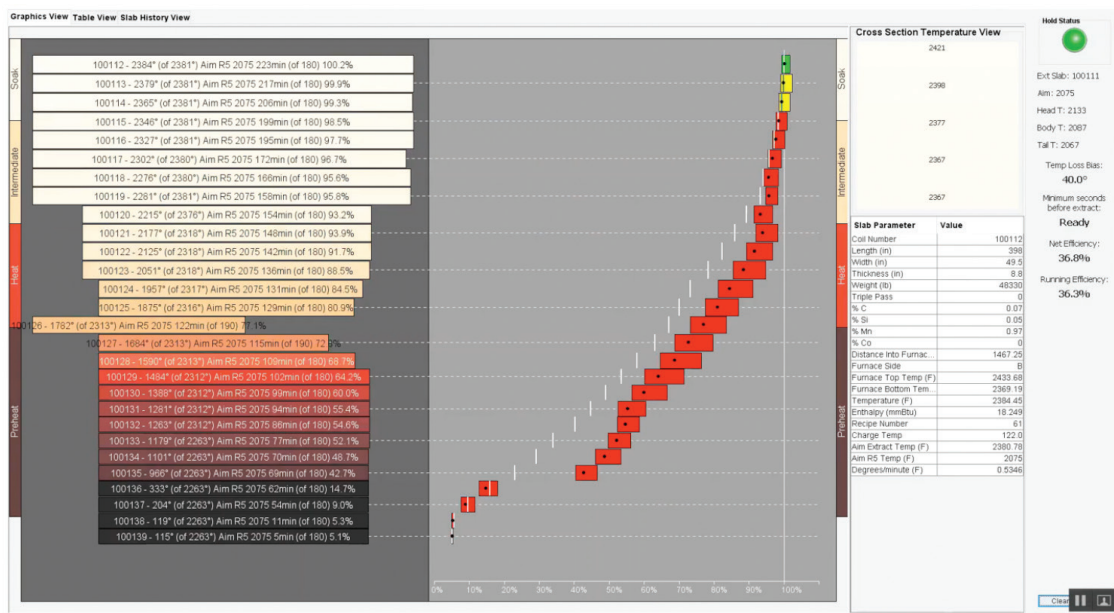 Graphics View Table View Slab History View
Soak
Intermediate
Heat
Preheat
100112 - 2384° (of 2381°) Aim R5 2075 223min (of 180) 100.2%
100113 - 2379° (of 2381°) Aim R5 2075 217min (of 180) 99.9%
100114 - 2365° (of 2381°) Aim R5 2075 206min (of 180) 99.3%
100115 - 2346° (of 2381°) Aim R5 2075 199min (of 180) 98.5%
100116 - 2327° (of 2381°) Aim R5 2075 195min (of 180) 97.7%
100117 - 2302° (of 2380°) Aim R5 2075 172min (of 180) 96.7%
100118 - 2276° (of 2380°) Aim R5 2075 166min (of 180) 95.6%
100119 - 2281° (of 2381°) Aim R5 2075 158min (of 180) 95.8%
100120 - 2215° (of 2376°) Aim R5 2075 154min (of 180) 93.2%
100121 - 2177° (of 2318°) Aim R5 2075 148min (of 180) 93.9%
100122 - 2125° (of 2318°) Aim R5 2075 142min (of 180) 91.7%
100123 - 2051° (of 2318°) Aim R5 2075 136min (of 180) 88.5%
100124 - 1957° (of 2317°) Aim R5 2075 131min (of 180) 84.5%
100125 - 1875° (of 2316°) Aim R5 2075 129min (of 180) 80.9%
100126 - 1782° (of 2313°) Aim R5 2075 122min (of 190) 77.1%
100127 - 1684° (of 2313°) Aim R5 2075 115min (of 190) 72.9%
100128 - 1590° (of 2313°) Aim R5 2075 109min (of 180) 68.7%
100129 - 1484° (of 2312°) Aim R5 2075 102min (of 180) 64.2%
100130 - 1388° (of 2312°) Aim R5 2075 99min (of 180) 60.0%
100131 - 1281° (of 2312°) Aim R5 2075 94min (of 180) 55.4%
100132 - 1263° (of 2312°) Aim R5 2075 86min (of 180) 54.6%
100133 - 1179° (of 2263°) Aim R5 2075 77min (of 180) 52.1%
100134 - 1101° (of 2263°) Aim R5 2075 70min (of 180) 48.7%
100135 - 966° (of 2263°) Aim R5 2075 69min (of 180) 42.7%
100136 - 333° (of 2263°) Aim R5 2075 62min (of 180) 14.7%
100137 - 204° (of 2263°) Aim R5 2075 54min (of 180) 9.0%
100138 - 119° (of 2263°) Aim R5 2075 11min (of 180) 5.3%
100139 - 115° (of 2263°) Aim R5 2075 5min (of 180) 5.1%
0% 10% 20% 30% 40% 50% 60% 70% 80% 90% 100%
Soak
Intermediate
Heat
Preheat
Cross Section Temperature View
2421
2398
2377
2367
2367
Slab Parameter Value
Coil Number 100112
Length (in) 398
Width (in) 49.5
Thickness (in) 8.8
Weight (lb) 48330
Triple Pass 0
% C 0.07
% Si 0.05
% Mn 0.97
% Co 0
Distance Into Furnac... 1467.25
Furnace Side B
Furnace Top Temp (F) 2433.68
Furnace Bottom Tem... 2369.19
Temperature (F) 2384.45
Enthalpy (mmBtu) 18.249
Recipe Number 61
Charge Temp 122.0
Aim Extract Temp (F) 2380.78
Aim R5 Temp (F) 2075
Degrees/minute (F) 0.5346
Hold Status
Ext Slab: 100111
Aim: 2075
Head T: 2133
Body T: 2087
Tail T: 2067
Temp Loss Bias:
40.0°
Minimum seconds
before extract:
Ready
Net Efficiency:
36.8%
Running Efficiency:
36.3%
Clear